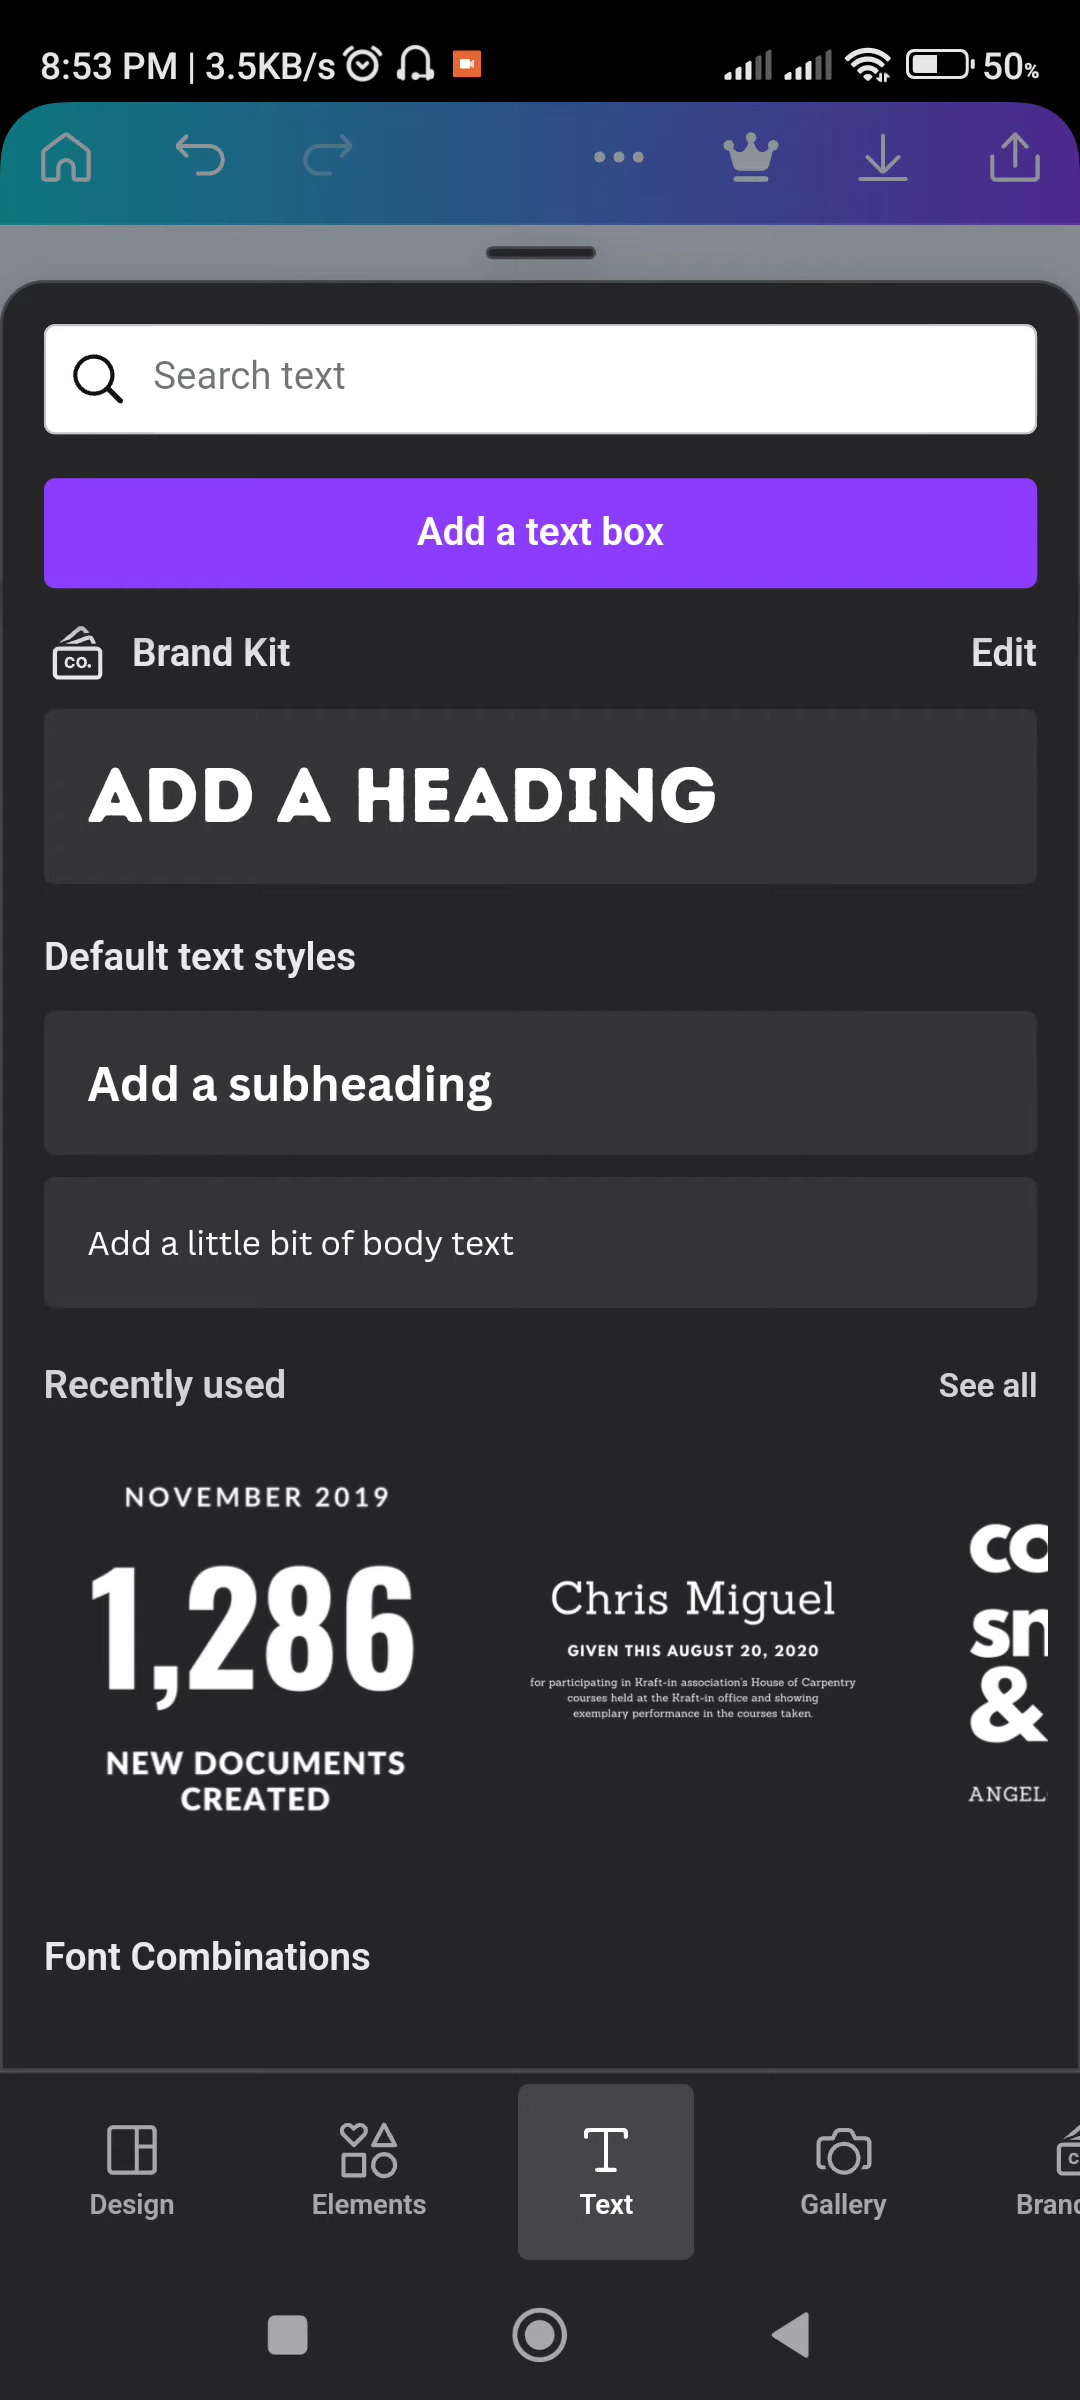 8:53 PM | 3.5KB/s
50%
Search text
Add a text box
CO.
Brand Kit
Edit
ADD A HEADING
Default text styles
Add a subheading
Add a little bit of body text
Recently used
See all
NOVEMBER 2019
1,286
NEW DOCUMENTS
CREATED
Chris Miguel
GIVEN THIS AUGUST 20, 2020
for participating in Kraft-in association's House of Carpentry
courses held at the Kraft-in office and showing
exemplary performance in the courses taken.
co
sn
&
ANGEL
Font Combinations
Design
Elements
Text
Gallery
Brand